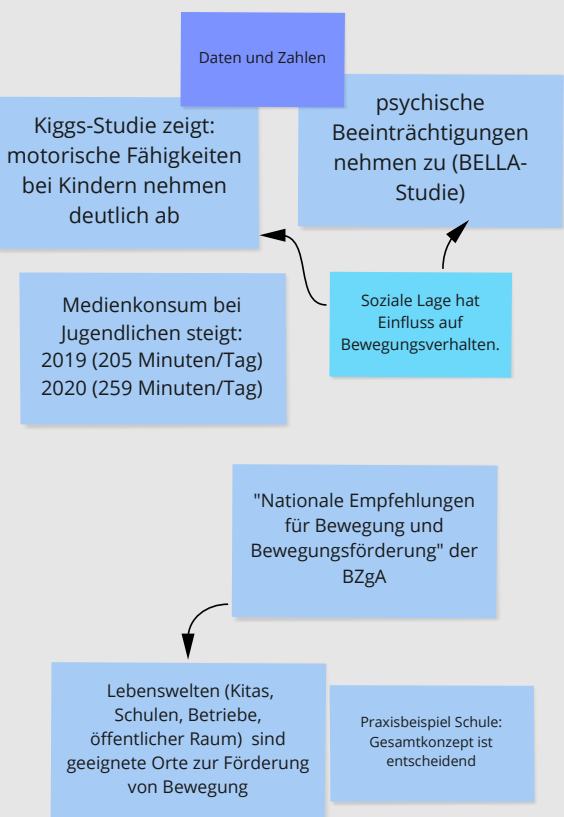 Daten und Zahlen
Kiggs-Studie zeigt:
motorische Fähigkeiten
bei Kindern nehmen
deutlich ab
psychische
Beeinträchtigungen
nehmen zu (BELLA-
Studie)
Medienkonsum bei
Jugendlichen steigt:
2019 (205 Minuten/Tag)
2020 (259 Minuten/Tag)
Soziale Lage hat
Einfluss auf
Bewegungsverhalten.
"Nationale Empfehlungen
für Bewegung und
Bewegungsförderung" der
BZgA
Lebenswelten (Kitas,
Schulen, Betriebe,
öffentlicher Raum) sind
geeignete Orte zur Förderung
von Bewegung
Praxisbeispiel Schule:
Gesamtkonzept ist
entscheidend